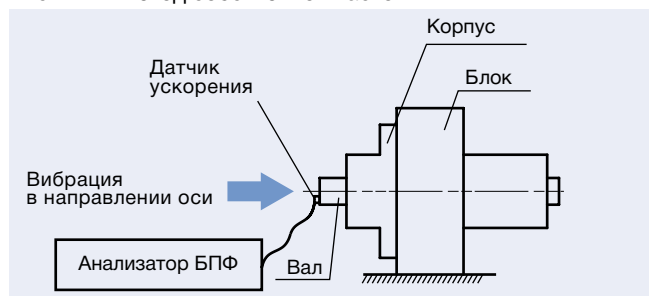 Корпус
Датчик
ускорения
Блок
Вибрация
в направлении оси
Анализатор БПФ
Вал